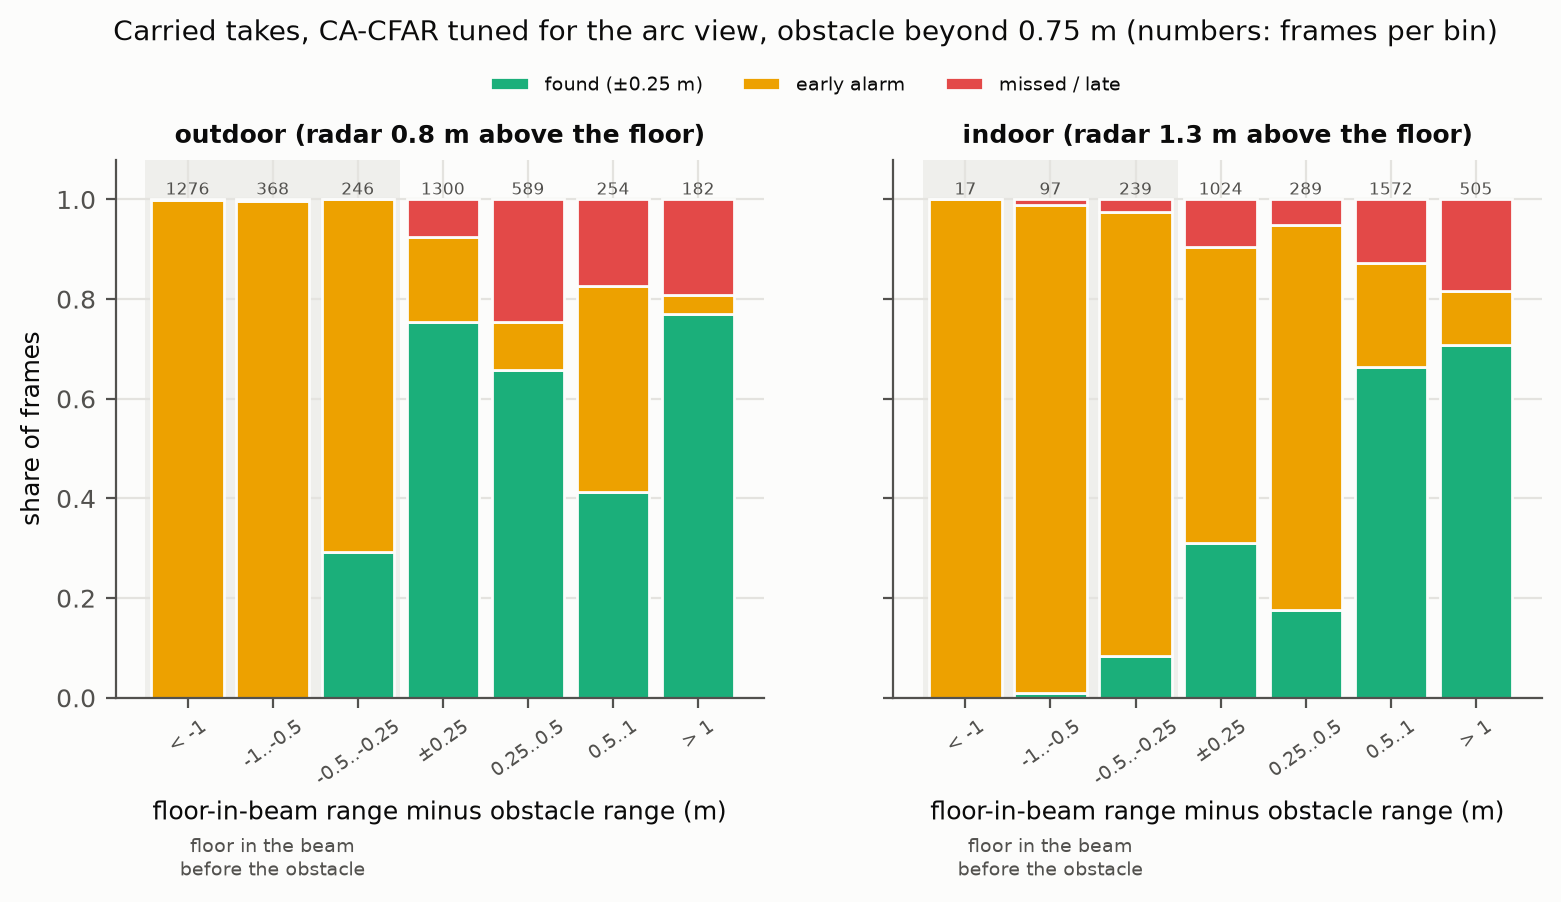 Carried takes, CA-CFAR tuned for the arc view, obstacle beyond 0.75 m (numbers: frames per bin)
found (±0.25 m) early alarm missed / late
outdoor (radar 0.8 m above the floor)
1276 368 246 1300 589 254 182
share of frames
1.0
0.8
0.6
0.4
0.2
0.0
< -1 -1..-0.5 -0.5..-0.25 ±0.25 0.25..0.5 0.5..1 > 1
floor-in-beam range minus obstacle range (m)
floor in the beam
before the obstacle
indoor (radar 1.3 m above the floor)
17 97 239 1024 289 1572 505
< -1 -1..-0.5 -0.5..-0.25 ±0.25 0.25..0.5 0.5..1 > 1
floor-in-beam range minus obstacle range (m)
floor in the beam
before the obstacle